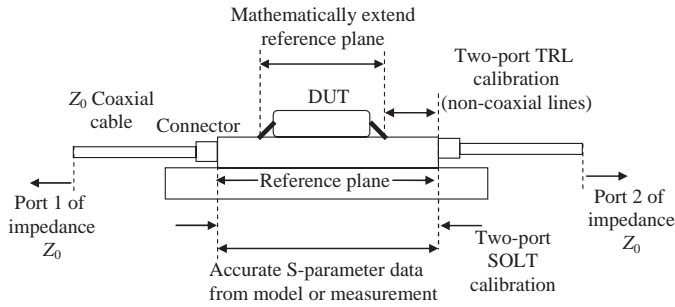 Mathematically extend
reference plane
Two-port TRL
calibration
(non-coaxial lines)
DUT
Z0 Coaxial
cable
Connector
Reference plane
Port 1 of
impedance
Z0
Port 2 of
impedance
Z0
Two-port
SOLT
calibration
Accurate S-parameter data
from model or measurement